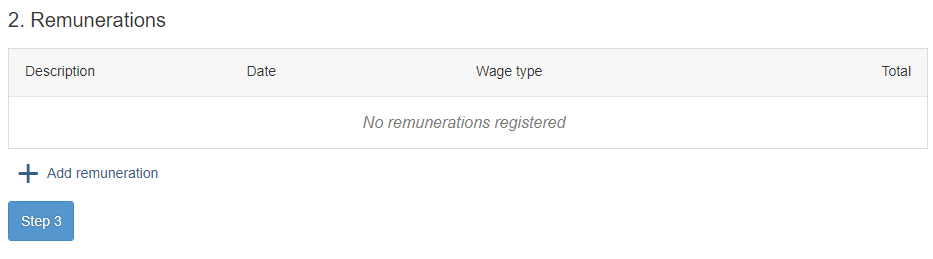 2. Remunerations
Description Date Wage type Total
No remunerations registered
Add remuneration
Step 3